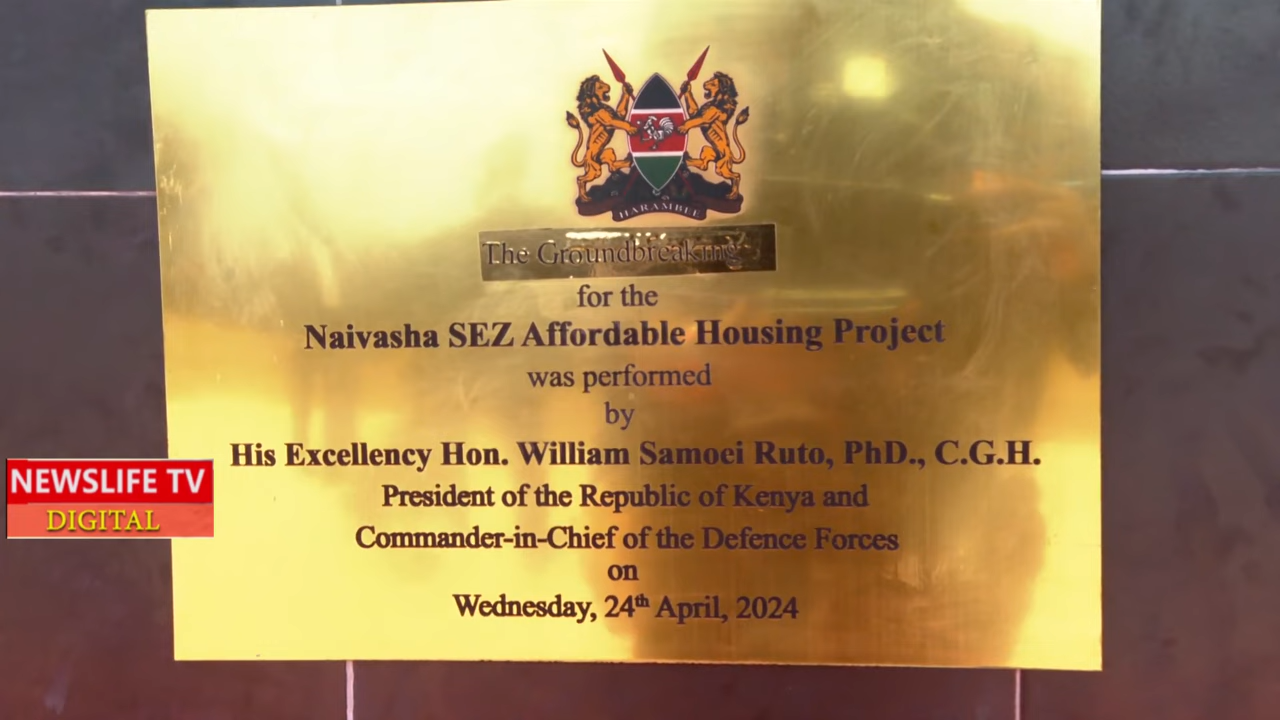 HARAMBEE
The Groundbreaking
for the
Naivasha SEZ Affordable Housing Project
was performed
by
His Excellency Hon. William Samoei Ruto, PhD., C.G.H.
President of the Republic of Kenya and
Commander-in-Chief of the Defence Forces
on
Wednesday, 24th April, 2024
NEWSLIFE TV
DIGITAL